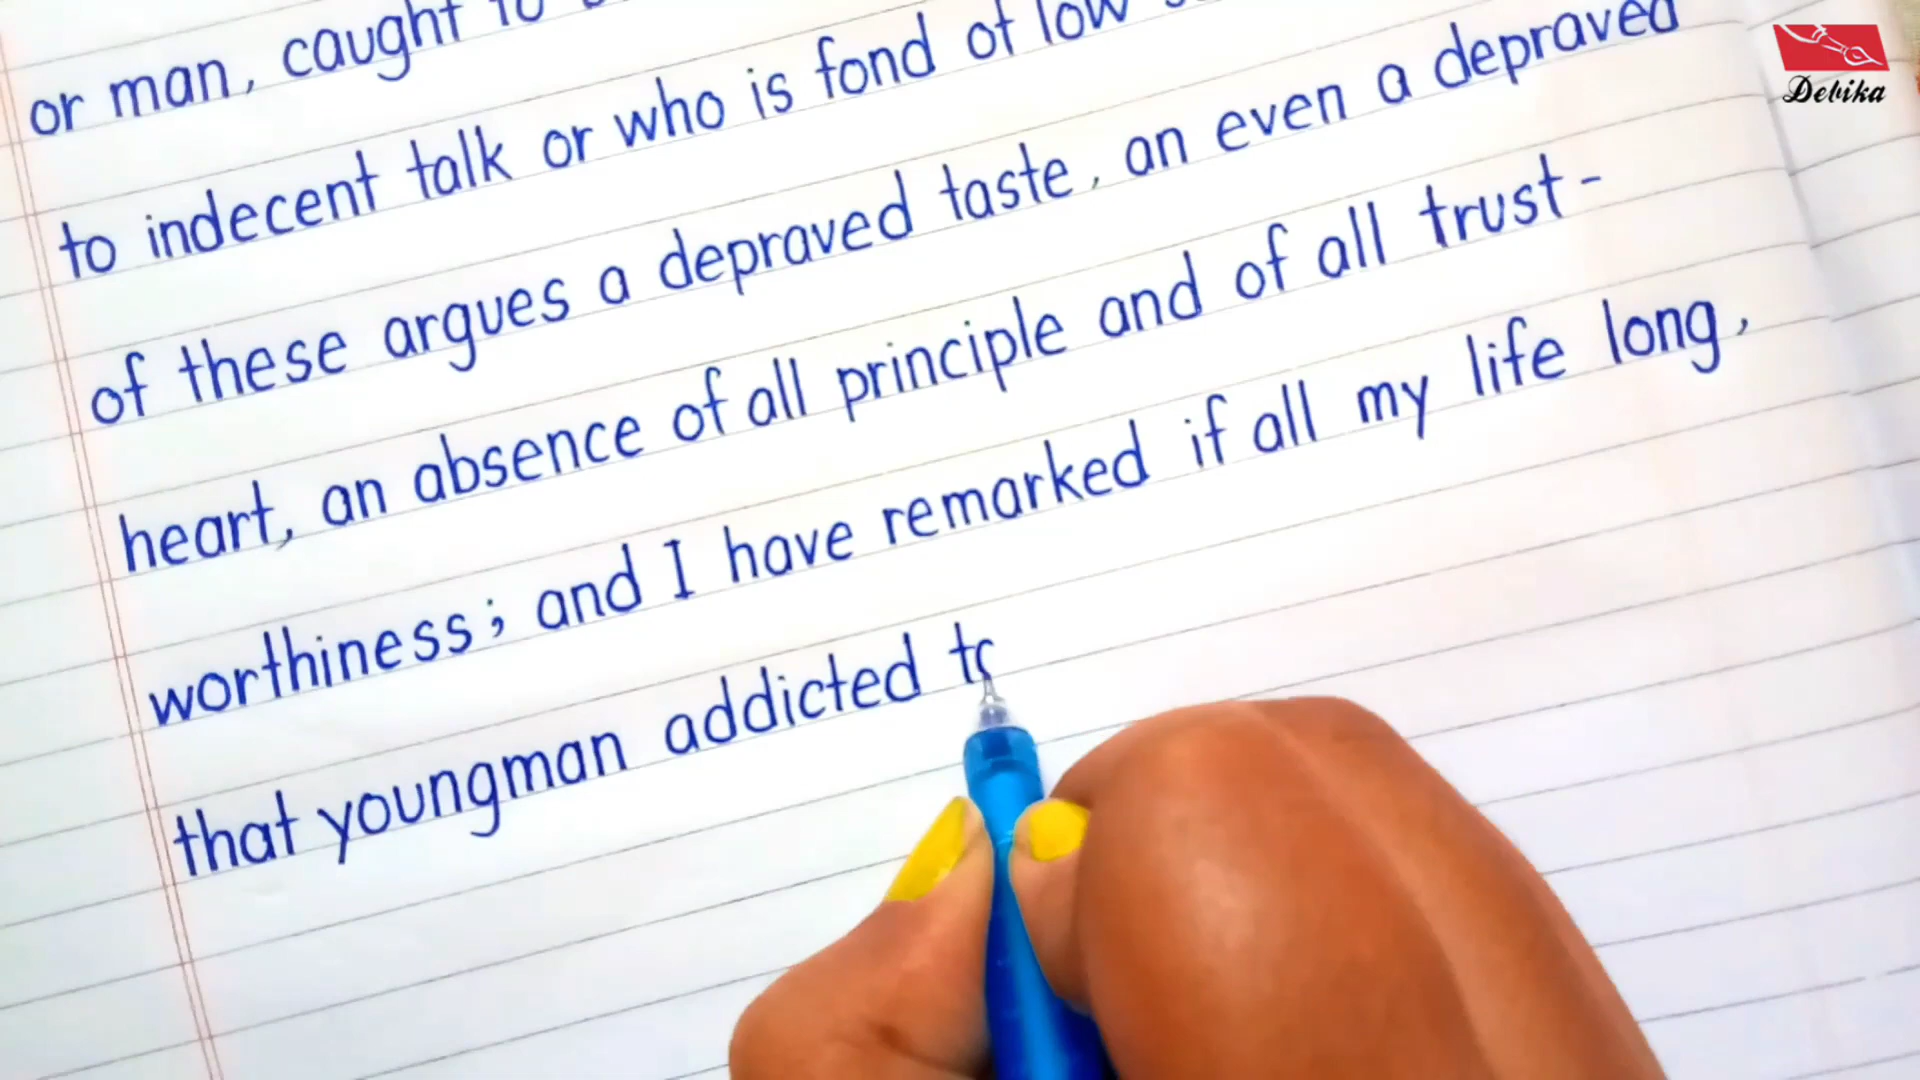 or man, caught to
to indecent talk or who is fond of low
of these argues a depraved taste, an even a depraved
heart, an absence of all principle and of all trust-
worthiness; and I have remarked if all my life long,
that youngman addicted to
Debika